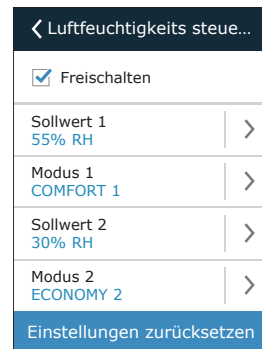 Luftfeuchtigkeits steue...
Freischalten
Sollwert 1
55% RH
Modus 1
COMFORT 1
Sollwert 2
30% RH
Modus 2
ECONOMY 2
Einstellungen zurücksetzen